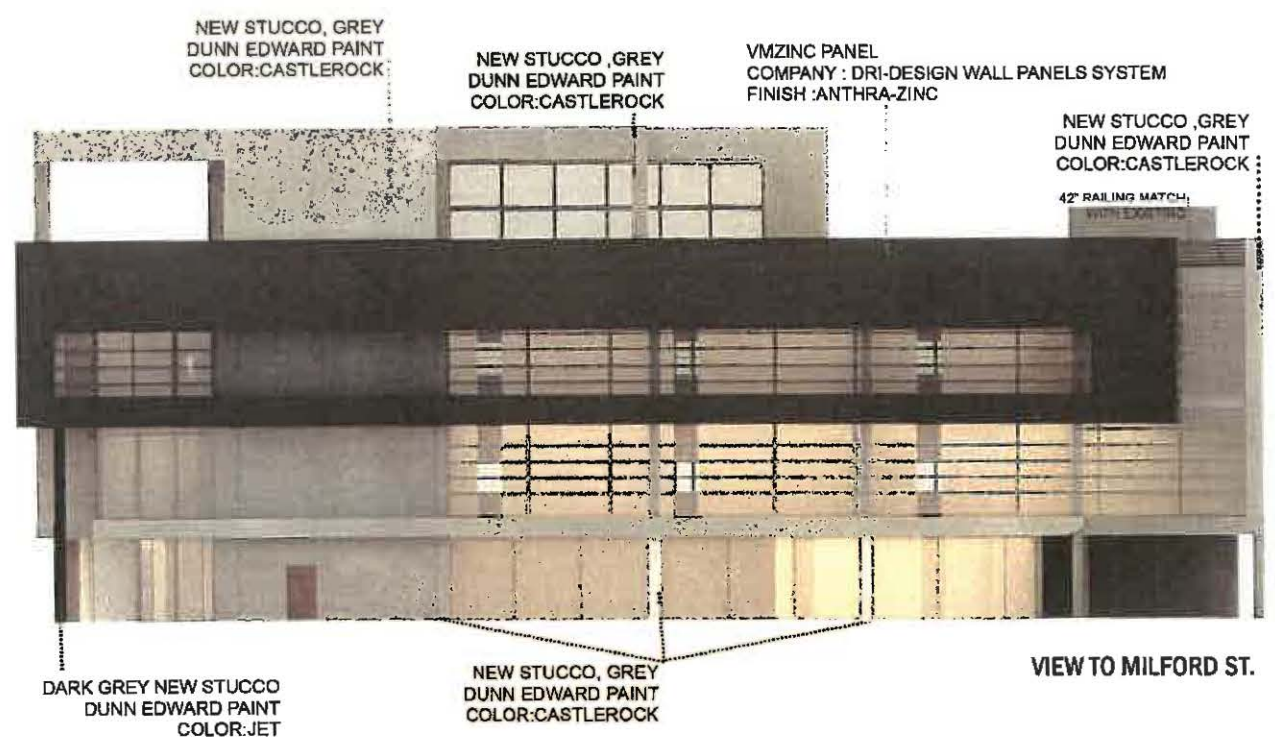 NEW STUCCO, GREY
DUNN EDWARD PAINT
COLOR:CASTLEROCK
NEW STUCCO ,GREY
DUNN EDWARD PAINT
COLOR:CASTLEROCK
VMZINC PANEL
COMPANY : DRI-DESIGN WALL PANELS SYSTEM
FINISH :ANTHRA-ZINC
NEW STUCCO ,GREY
DUNN EDWARD PAINT
COLOR:CASTLEROCK
42" RAILING MATCH
WITH EXISTING
DARK GREY NEW STUCCO
DUNN EDWARD PAINT
COLOR:JET
NEW STUCCO, GREY
DUNN EDWARD PAINT
COLOR:CASTLEROCK
VIEW TO MILFORD ST.